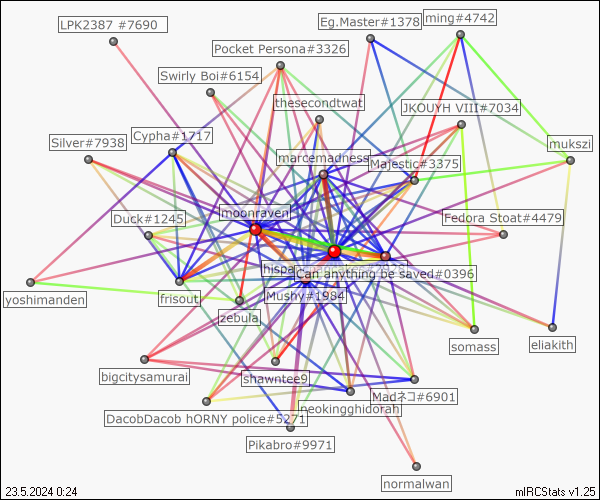 LPK2387 #7690
Eg.Master#1378
ming#4742
Pocket Persona#3326
Swirly Boi#6154
thesecondtwat
JKOUYH VIII#7034
Silver#7938
Cypha#1717
mukszi
marcemadness
Majestic#3375
moonraven
Duck#1245
Fedora Stoat#4479
hispa
Can anything be saved#0396
yoshimanden
frisout
Mushy#1984
zebula
somass
eliakith
bigcitysamurai
shawntee9
Madネコ#6901
neokingghidorah
DacobDacob hORNY police#5271
Pikabro#9971
normalwan
23.5.2024 0:24
mIRCStats v1.25